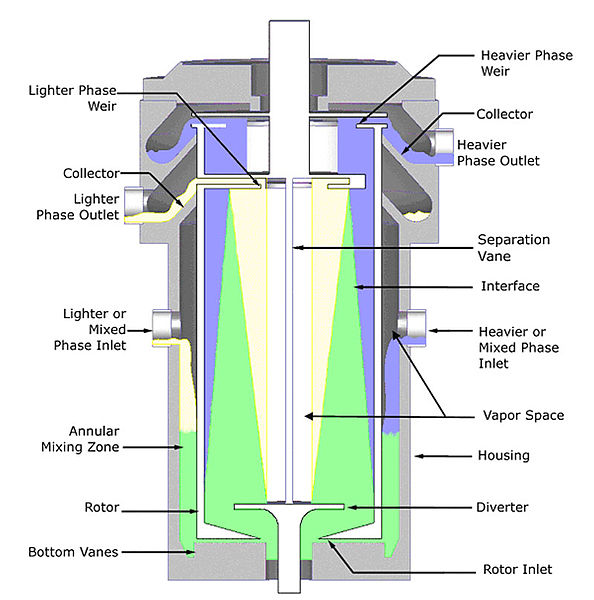 Heavier Phase
Weir
Lighter Phase
Weir
Collector
Heavier
Phase Outlet
Collector
Lighter
Phase Outlet
Separation
Vane
Interface
Lighter or
Mixed
Phase Inlet
Heavier or
Mixed Phase
Inlet
Vapor Space
Annular
Mixing Zone
Housing
Rotor
Diverter
Bottom Vanes
Rotor Inlet